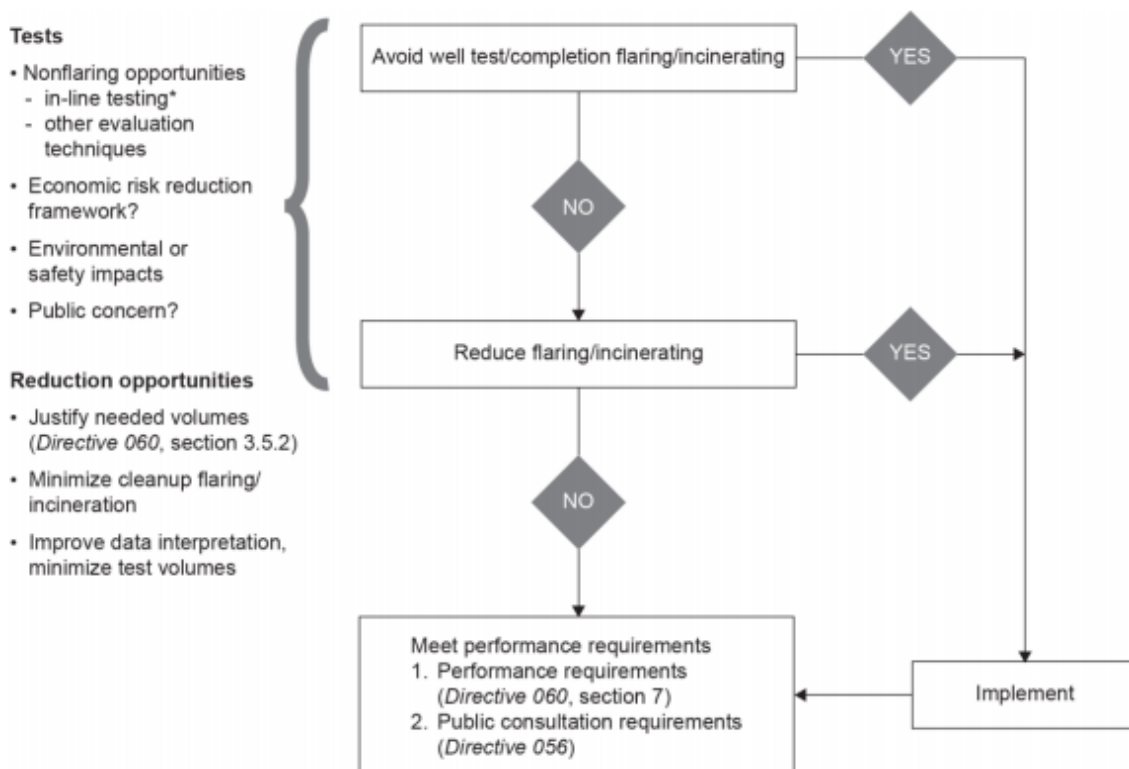 Tests
• Nonflaring opportunities
- in-line testing*
- other evaluation
techniques
• Economic risk reduction
framework?
• Environmental or
safety impacts
• Public concern?
Reduction opportunities
• Justify needed volumes
(Directive 060, section 3.5.2)
• Minimize cleanup flaring/
incineration
• Improve data interpretation,
minimize test volumes
Avoid well test/completion flaring/incinerating
YES
NO
Reduce flaring/incinerating
YES
NO
Meet performance requirements
1. Performance requirements
(Directive 060, section 7)
2. Public consultation requirements
(Directive 056)
Implement